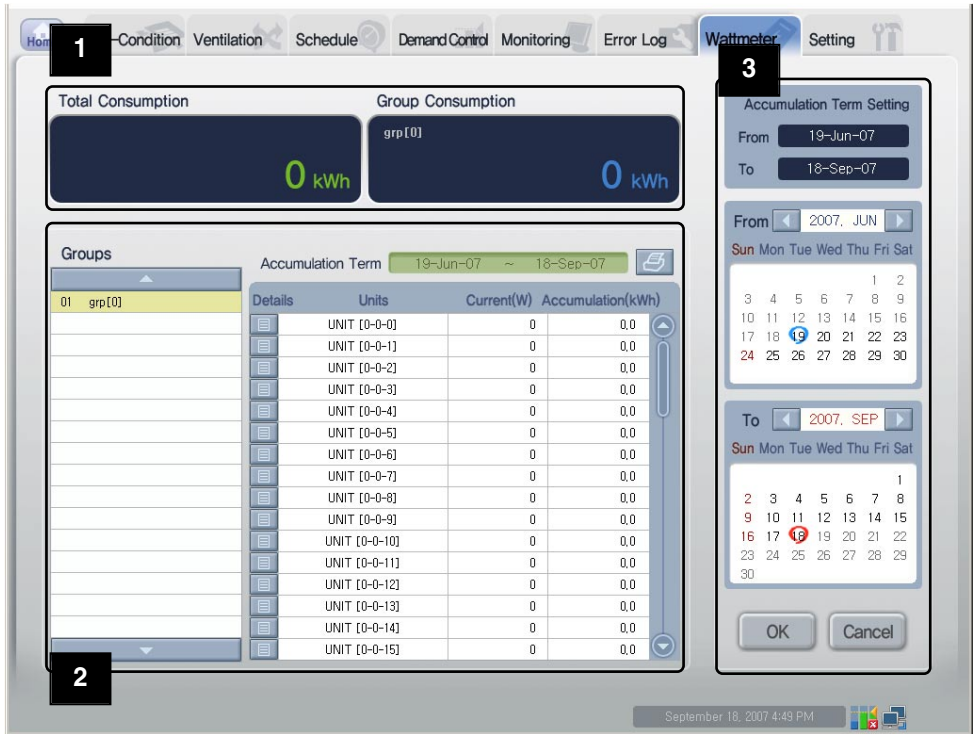 Hom -Condition Ventilation Schedule Demand Control Monitoring Error Log Wattmeter Setting
1
3
Total Consumption Group Consumption
grp[0]
0 kWh 0 kWh
2
Groups
01 grp[0]
Accumulation Term 19-Jun-07 ~ 18-Sep-07
Details Units Current(W) Accumulation(kWh)
UNIT [0-0-0] 0 0,0
UNIT [0-0-1] 0 0,0
UNIT [0-0-2] 0 0,0
UNIT [0-0-3] 0 0,0
UNIT [0-0-4] 0 0,0
UNIT [0-0-5] 0 0,0
UNIT [0-0-6] 0 0,0
UNIT [0-0-7] 0 0,0
UNIT [0-0-8] 0 0,0
UNIT [0-0-9] 0 0,0
UNIT [0-0-10] 0 0,0
UNIT [0-0-11] 0 0,0
UNIT [0-0-12] 0 0,0
UNIT [0-0-13] 0 0,0
UNIT [0-0-14] 0 0,0
UNIT [0-0-15] 0 0,0
Accumulation Term Setting
From 19-Jun-07
To 18-Sep-07
From 2007, JUN
Sun Mon Tue Wed Thu Fri Sat
1 2
3 4 5 6 7 8 9
10 11 12 13 14 15 16
17 18 19 20 21 22 23
24 25 26 27 28 29 30
To 2007, SEP
Sun Mon Tue Wed Thu Fri Sat
1
2 3 4 5 6 7 8
9 10 11 12 13 14 15
16 17 18 19 20 21 22
23 24 25 26 27 28 29
30
OK Cancel
September 18, 2007 4:49 PM